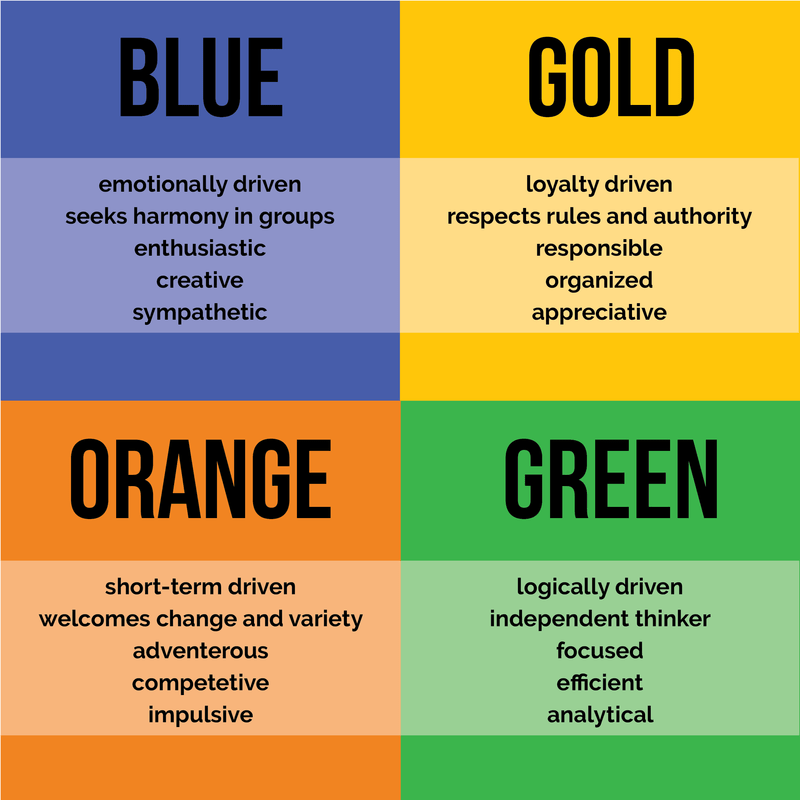 BLUE
emotionally driven
seeks harmony in groups
enthusiastic
creative
sympathetic
GOLD
loyalty driven
respects rules and authority
responsible
organized
appreciative
ORANGE
short-term driven
welcomes change and variety
adventerous
competetive
impulsive
GREEN
logically driven
independent thinker
focused
efficient
analytical